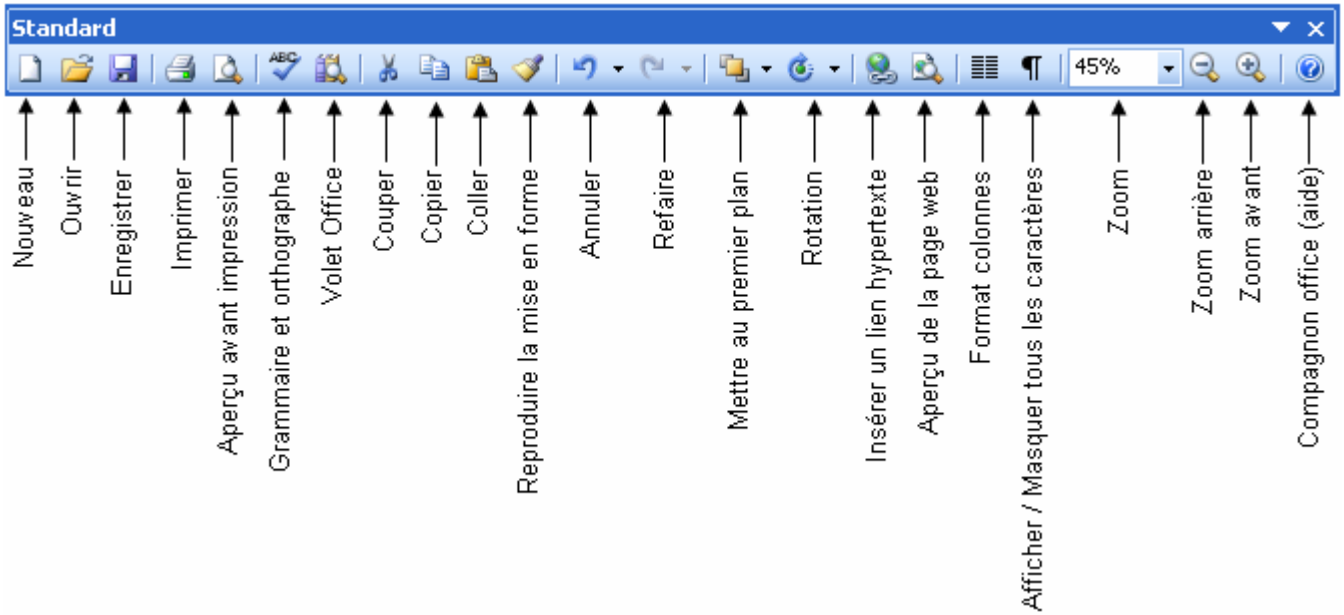 Standard
ABC
45%
Nouveau
Ouvrir
Enregistrer
Imprimer
Aperçu avant impression
Grammaire et orthographe
Volet Office
Couper
Copier
Coller
Reproduire la mise en forme
Annuler
Refaire
Mettre au premier plan
Rotation
Insérer un lien hypertexte
Aperçu de la page web
Format colonnes
Afficher / Masquer tous les caractères
Zoom
Zoom arrière
Zoom avant
Compagnon office (aide)